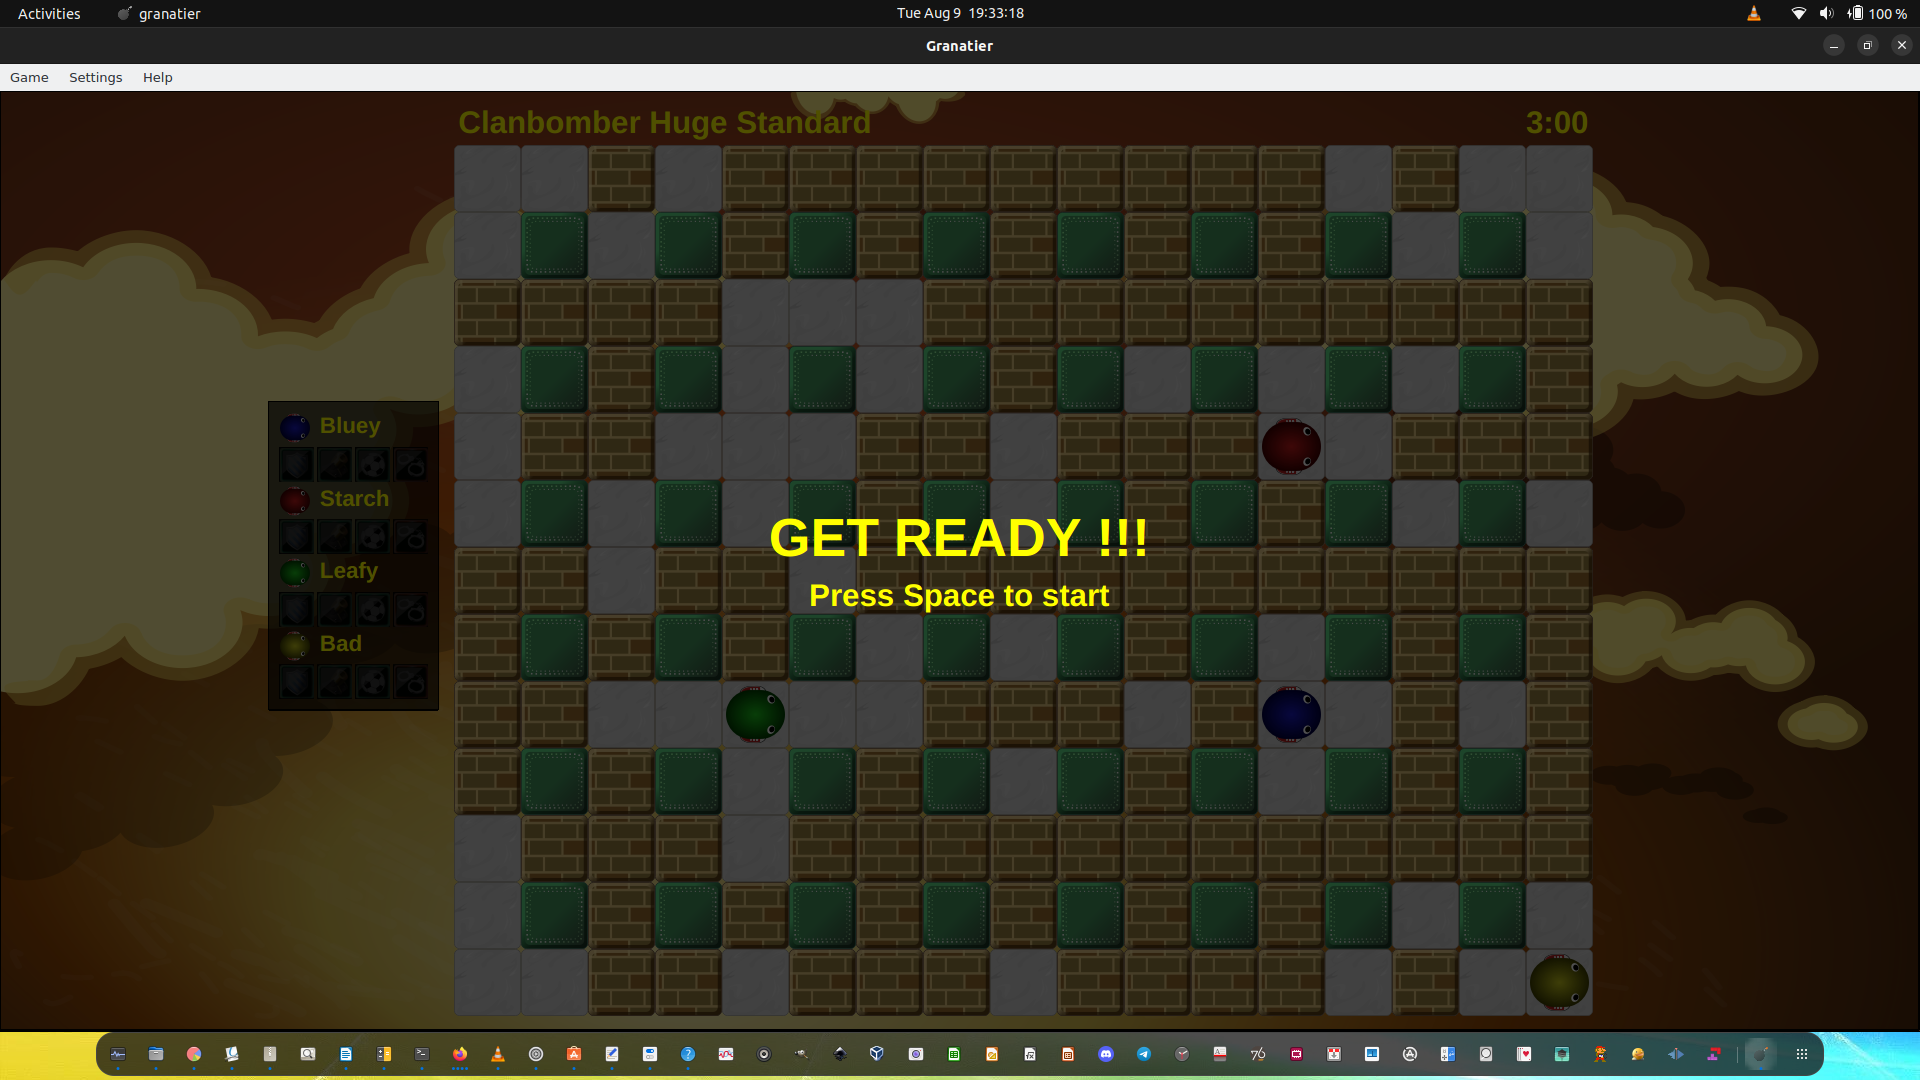 Activities granatier Tue Aug 9 19:33:18 100 %
Granatier
Game Settings Help
Clanbomber Huge Standard 3:00
Bluey
Starch
Leafy
Bad
GET READY !!!
Press Space to start
76